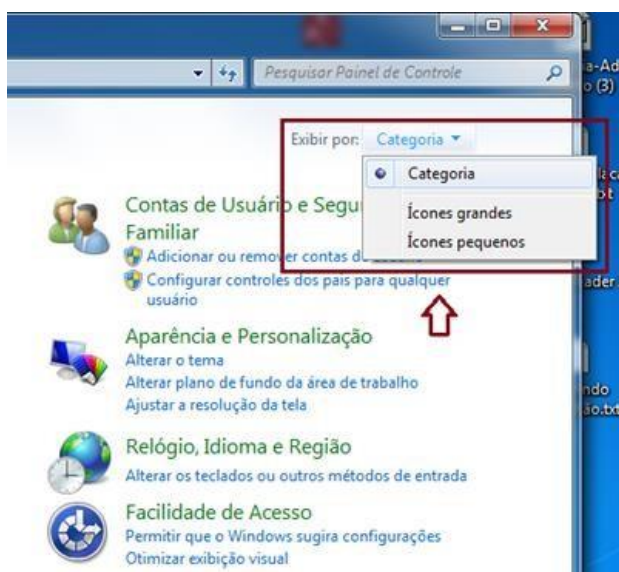 Pesquisar Painel de Controle
Exibir por: Categoria
Categoria
Ícones grandes
Ícones pequenos
Contas de Usuário e
Familiar
Adicionar ou remover contas
Configurar controles dos pais para qualquer
usuário
Aparência e Personalização
Alterar o tema
Alterar plano de fundo da área de trabalho
Ajustar a resolução da tela
Relógio, Idioma e Região
Alterar os teclados ou outros métodos de entrada
Facilidade de Acesso
Permitir que o Windows sugira configurações
Otimizar exibição visual